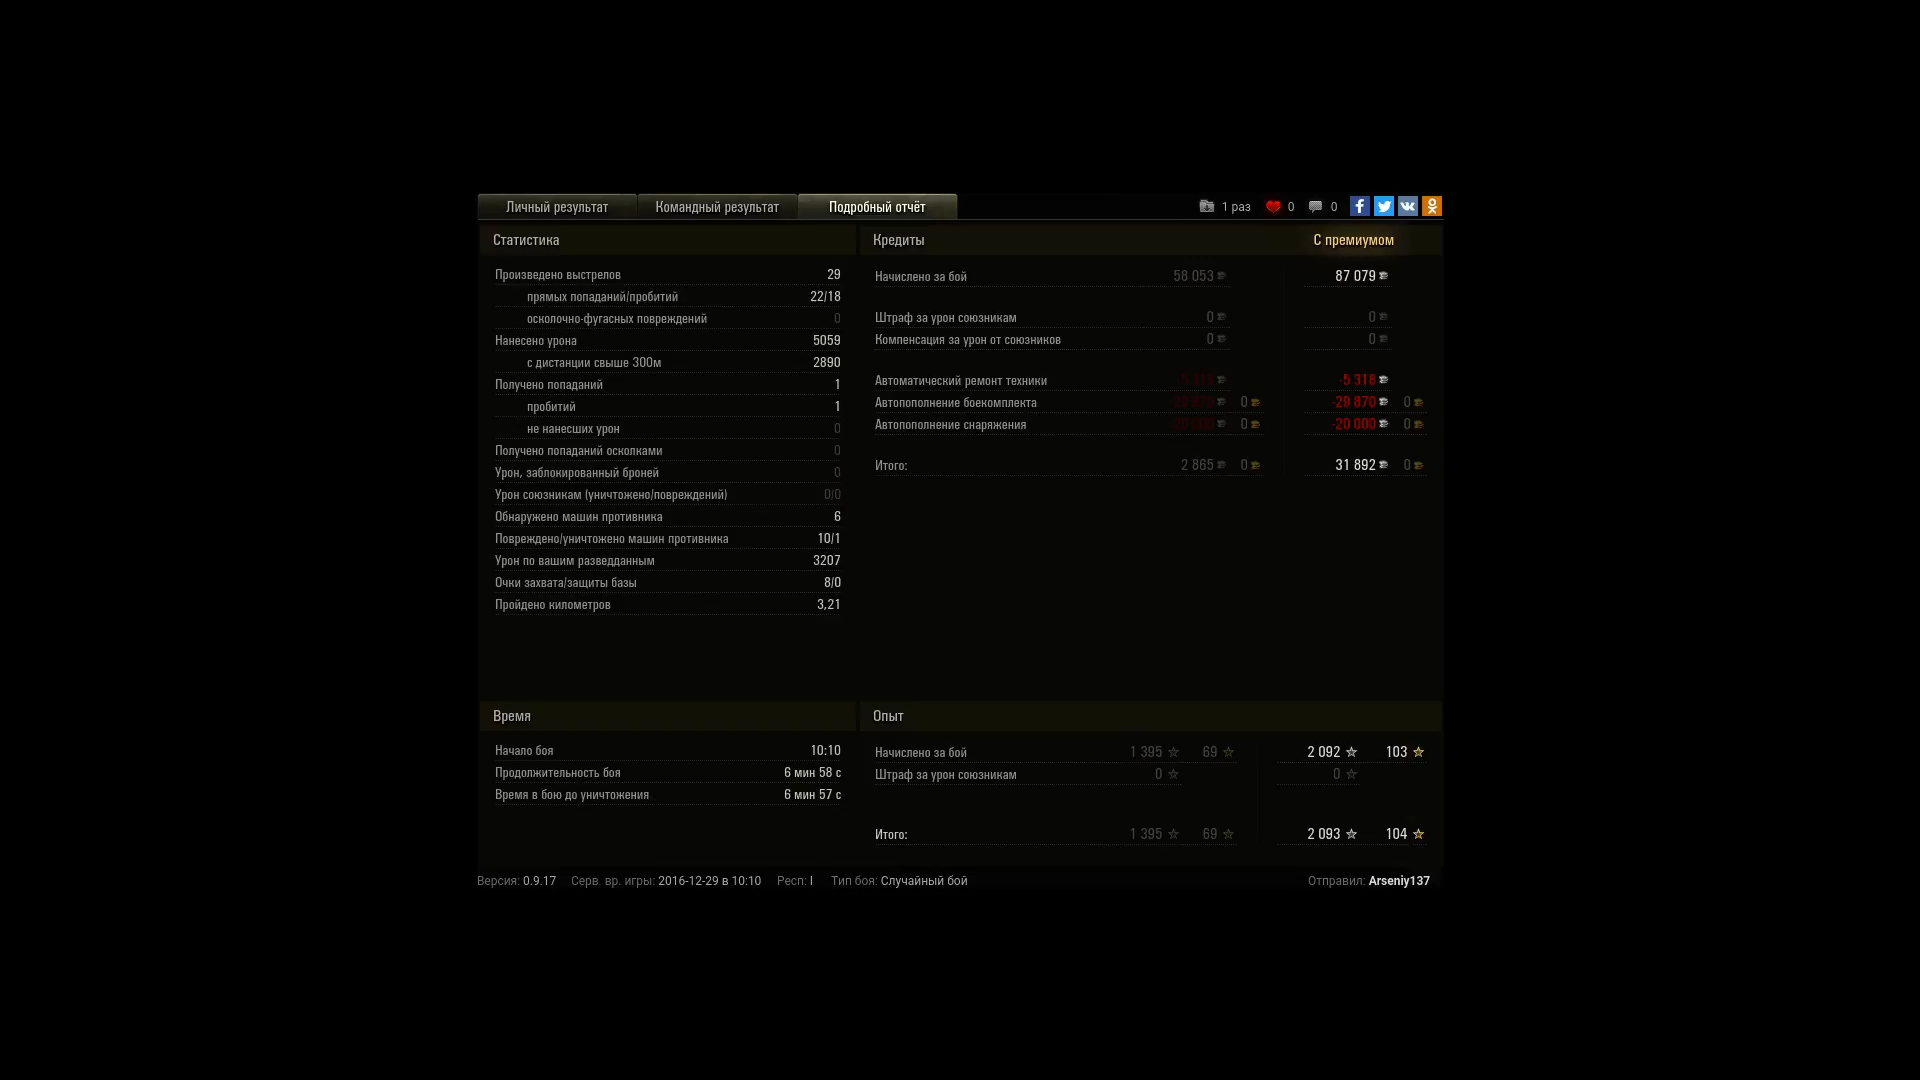 Личный результат Командный результат Подробный отчёт 1 раз 0 0
Статистика
Произведено выстрелов 29
прямых попаданий/пробитий 22/18
осколочно-фугасных повреждений 0
Нанесено урона 5059
с дистанции свыше 300м 2890
Получено попаданий 1
пробитий 1
не нанесших урон 0
Получено попаданий осколками 0
Урон, заблокированный броней 0
Урон союзникам (уничтожено/повреждений) 0/0
Обнаружено машин противника 6
Повреждено/уничтожено машин противника 10/1
Урон по вашим разведданным 3207
Очки захвата/защиты базы 8/0
Пройдено километров 3,21
Кредиты С премиумом
Начислено за бой 58 053 87 079
Штраф за урон союзникам 0 0
Компенсация за урон от союзников 0 0
Автоматический ремонт техники -5 318 -5 318
Автопополнение боекомплекта 0 -29 870 0
Автопополнение снаряжения 0 -20 000 0
Итого: 2 865 0 31 892 0
Время
Начало боя 10:10
Продолжительность боя 6 мин 58 с
Время в бою до уничтожения 6 мин 57 с
Опыт
Начислено за бой 1 395 69 2 092 103
Штраф за урон союзникам 0 0
Итого: 1 395 69 2 093 104
Версия: 0.9.17 Серв. вр. игры: 2016-12-29 в 10:10 Респ: I Тип боя: Случайный бой Отправил: Arseniy137